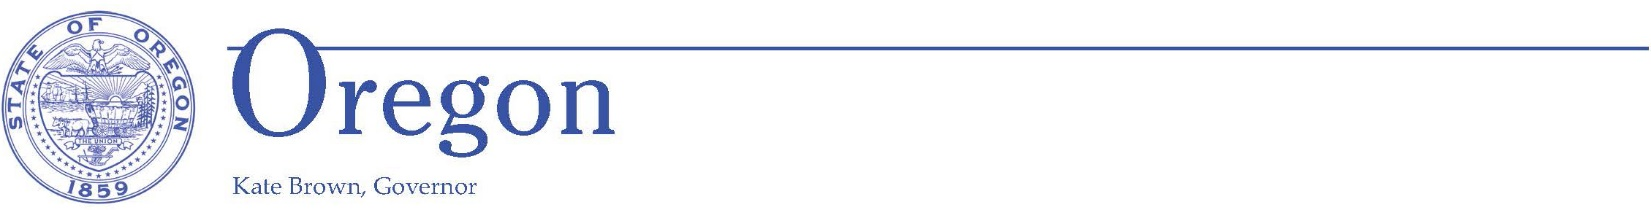 STATE OF OREGON
THE UNION
1859
Oregon
Kate Brown, Governor